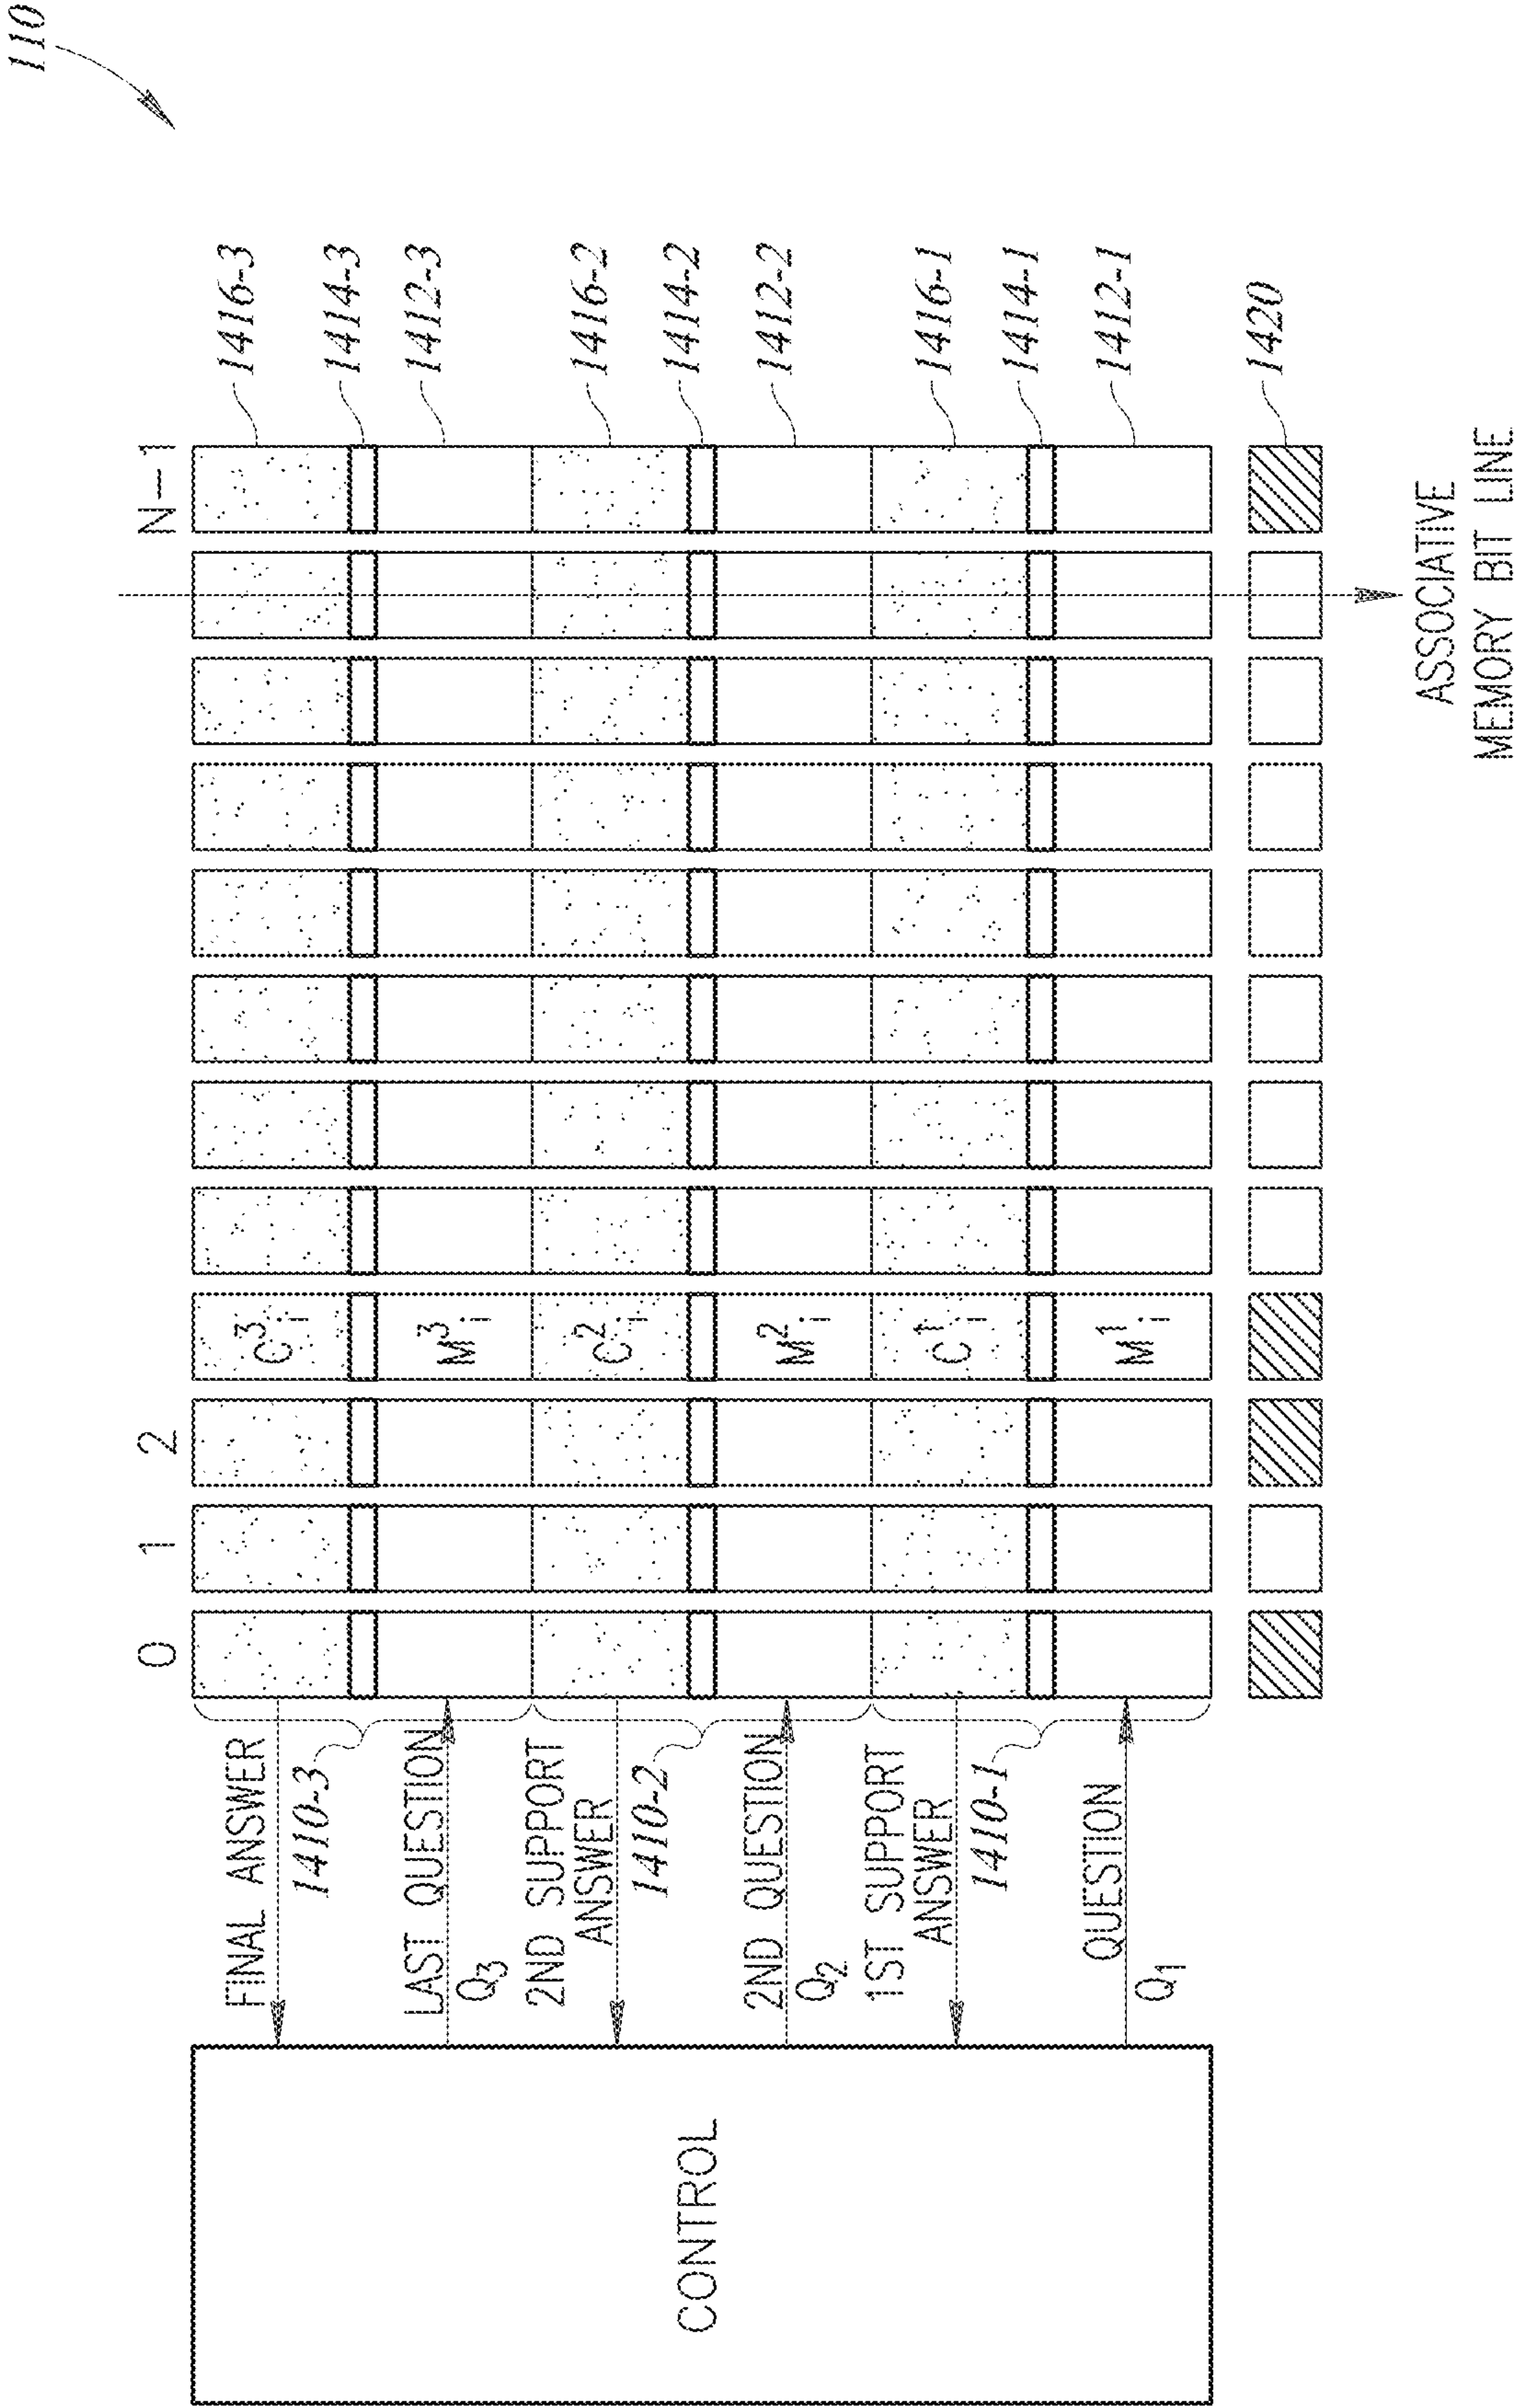 110
0 1 2 N-1
FINAL ANSWER
1410-3
LAST QUESTION
Q3
2ND SUPPORT
ANSWER
1410-2
2ND QUESTION
Q2
1ST SUPPORT
ANSWER
1410-1
QUESTION
Q1
CONTROL
C³i
M³i
C²i
M²i
C¹i
M¹i
1416-3
1414-3
1412-3
1416-2
1414-2
1412-2
1416-1
1414-1
1412-1
1420
ASSOCIATIVE
MEMORY BIT LINE